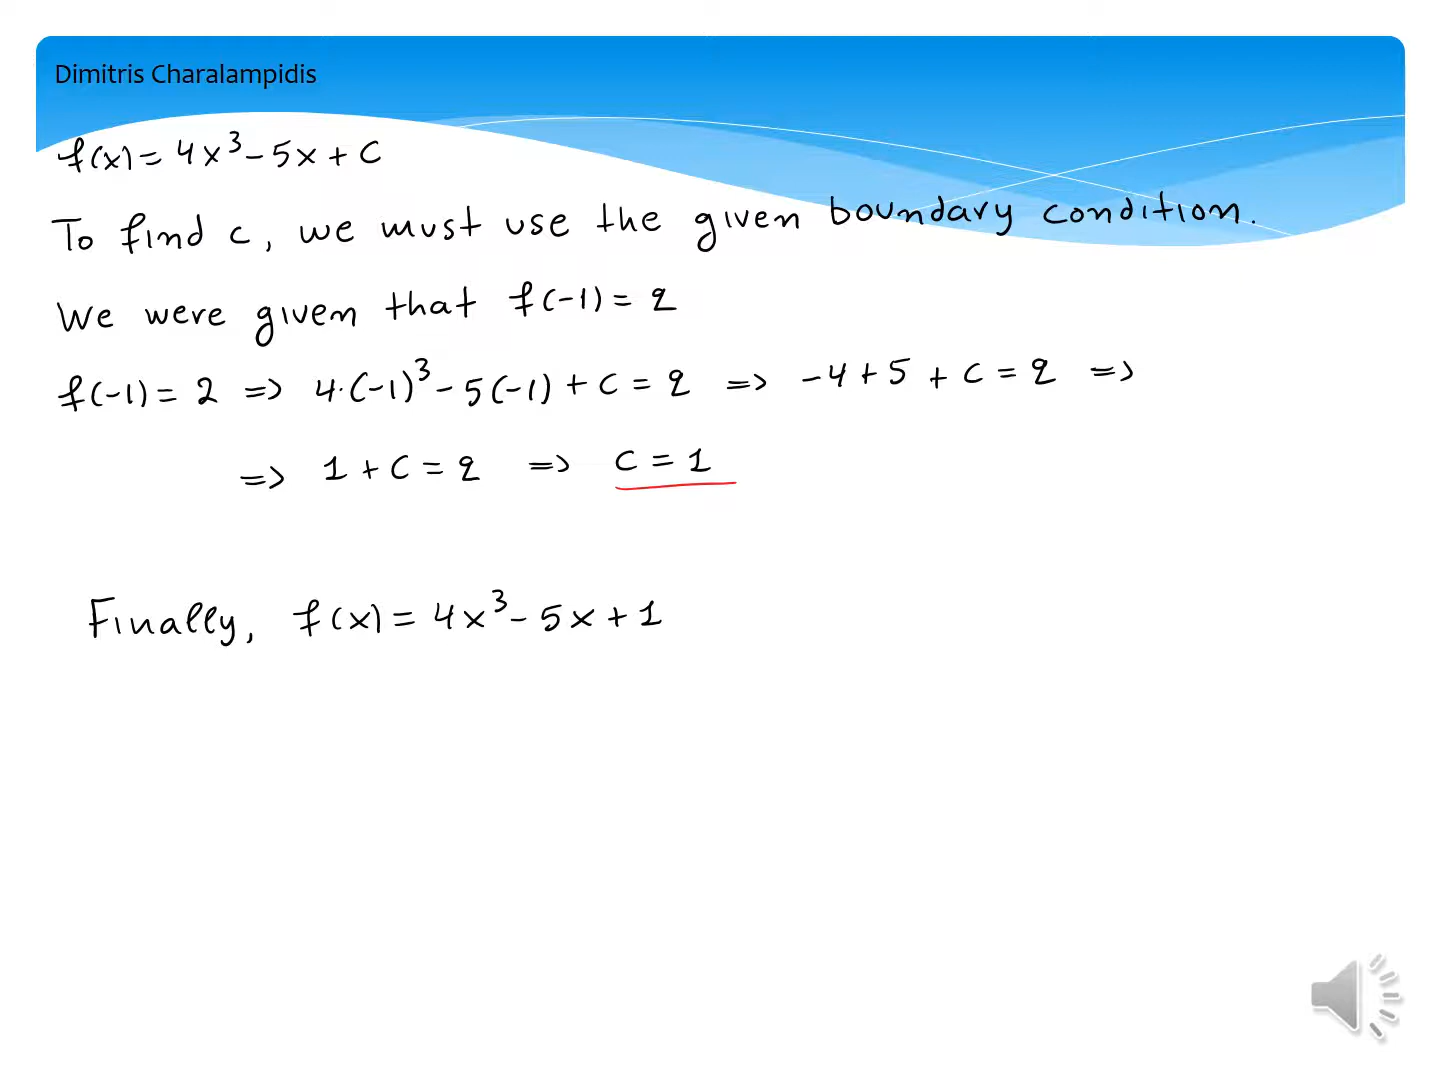 Dimitris Charalampidis
f(x) = 4x³ - 5x + c
To find c, we must use the given boundary condition.
We were given that f(-1) = 2
f(-1) = 2 => 4·(-1)³ - 5(-1) + c = 2 => -4 + 5 + c = 2 =>
=> 1 + c = 2 => c = 1
Finally, f(x) = 4x³ - 5x + 1